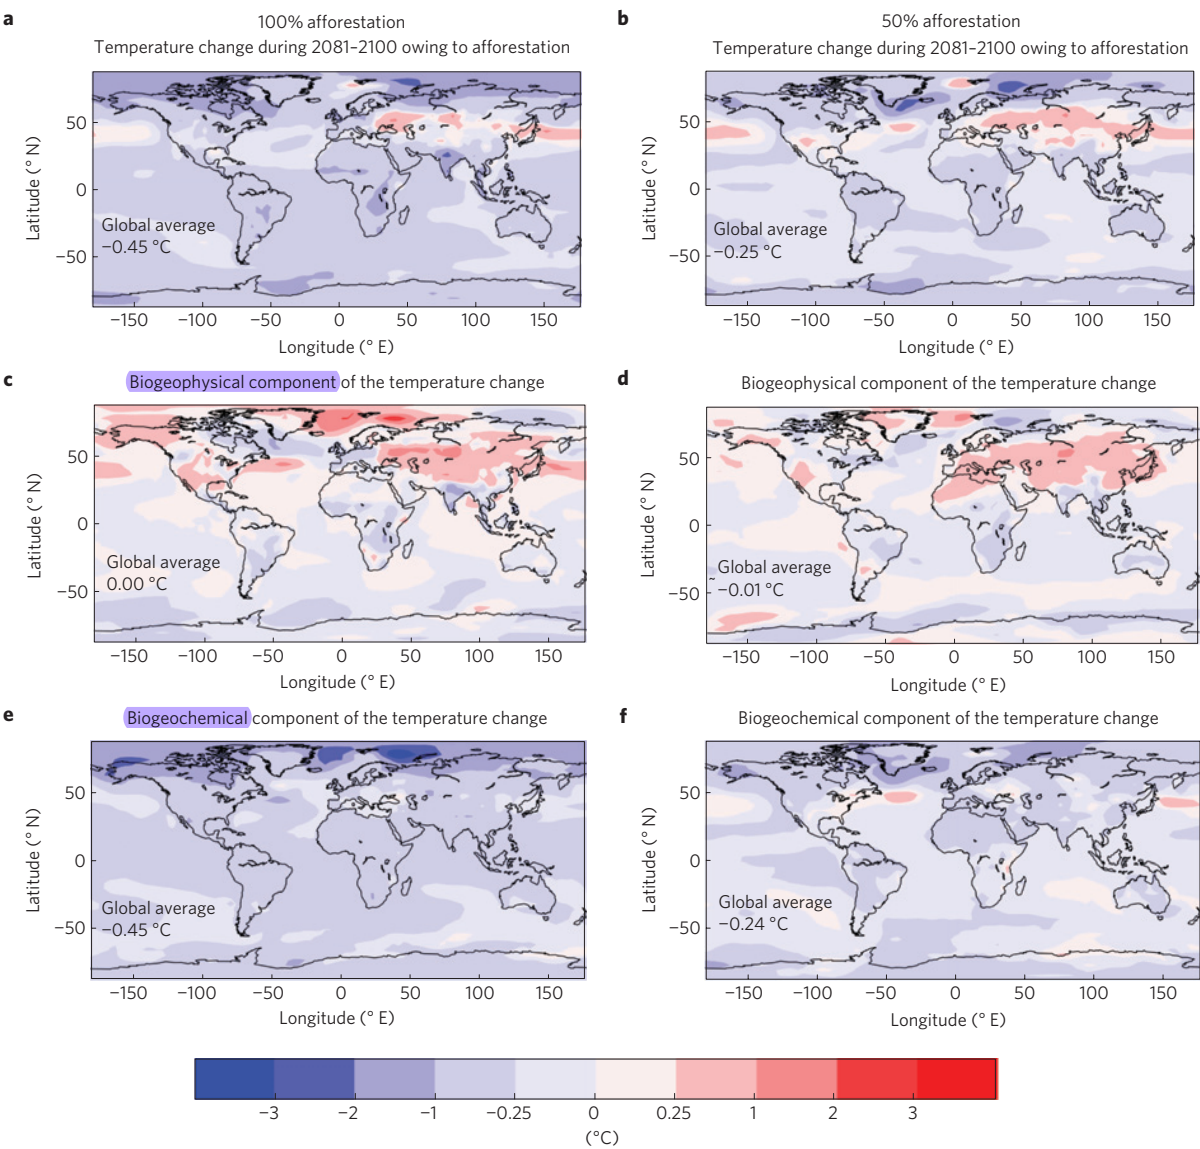 a
100% afforestation
Temperature change during 2081–2100 owing to afforestation
50
0
−50
Latitude (° N)
Global average
−0.45 °C
−150 −100 −50 0 50 100 150
Longitude (° E)
b
50% afforestation
Temperature change during 2081–2100 owing to afforestation
50
0
−50
Latitude (° N)
Global average
−0.25 °C
−150 −100 −50 0 50 100 150
Longitude (° E)
c
Biogeophysical component of the temperature change
50
0
−50
Latitude (° N)
Global average
0.00 °C
−150 −100 −50 0 50 100 150
Longitude (° E)
d
Biogeophysical component of the temperature change
50
0
−50
Latitude (° N)
Global average
−0.01 °C
−150 −100 −50 0 50 100 150
Longitude (° E)
e
Biogeochemical component of the temperature change
50
0
−50
Latitude (° N)
Global average
−0.45 °C
−150 −100 −50 0 50 100 150
Longitude (° E)
f
Biogeochemical component of the temperature change
50
0
−50
Latitude (° N)
Global average
−0.24 °C
−150 −100 −50 0 50 100 150
Longitude (° E)
−3 −2 −1 −0.25 0 0.25 1 2 3
(°C)